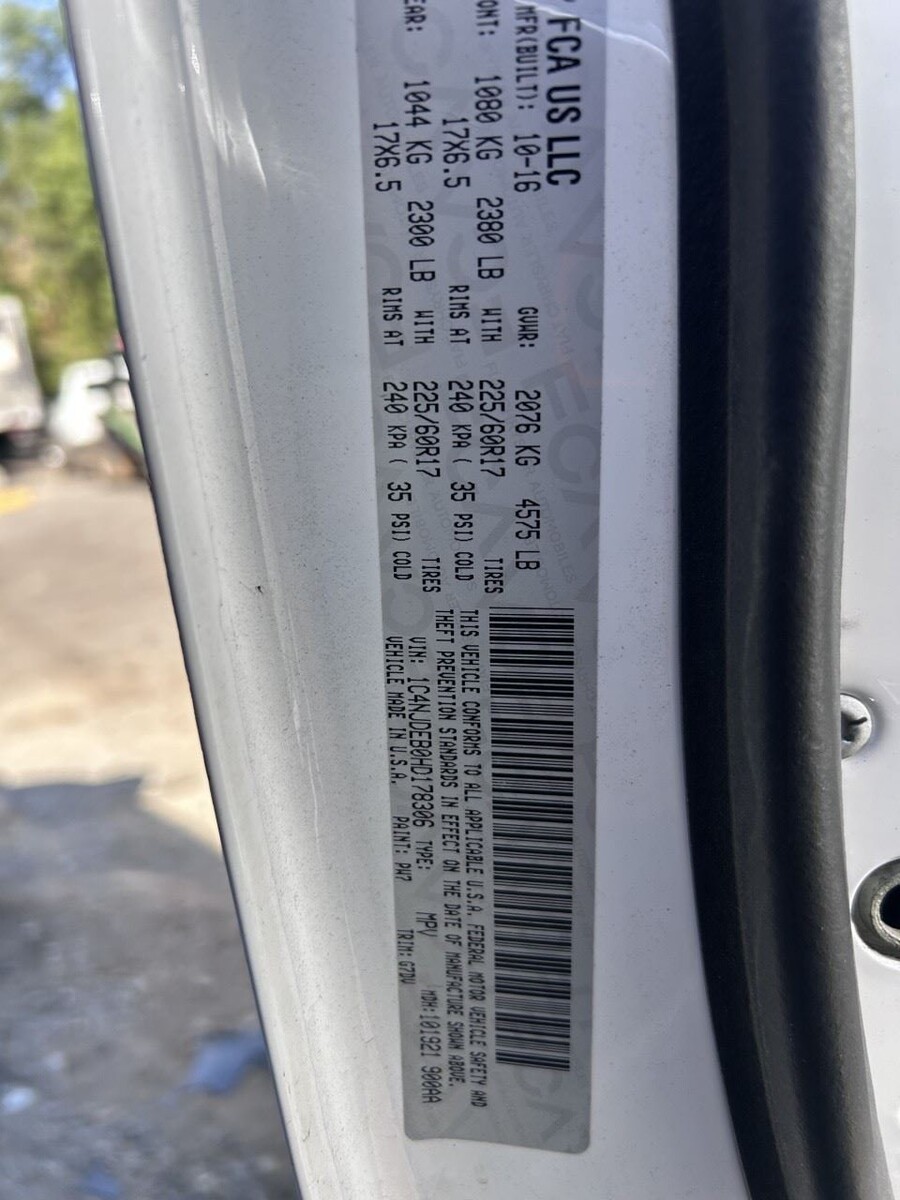 FCA US LLC
MFR(BUILT): 10-16 GVWR: 2076 KG 4575 LB
ONT: 1080 KG 2380 LB WITH 225/60R17 TIRES
17X6.5 RIMS AT 240 KPA ( 35 PSI) COLD
EAR: 1044 KG 2300 LB WITH 225/60R17 TIRES
17X6.5 RIMS AT 240 KPA ( 35 PSI) COLD
THIS VEHICLE CONFORMS TO ALL APPLICABLE U.S.A. FEDERAL MOTOR VEHICLE SAFETY AND
THEFT PREVENTION STANDARDS IN EFFECT ON THE DATE OF MANUFACTURE SHOWN ABOVE.
VIN: 1C4NJDEB0HD178306 TYPE: MPV MDH:101921 900AA
VEHICLE MADE IN U.S.A. PAINT: PW7 TRIM: G7DV